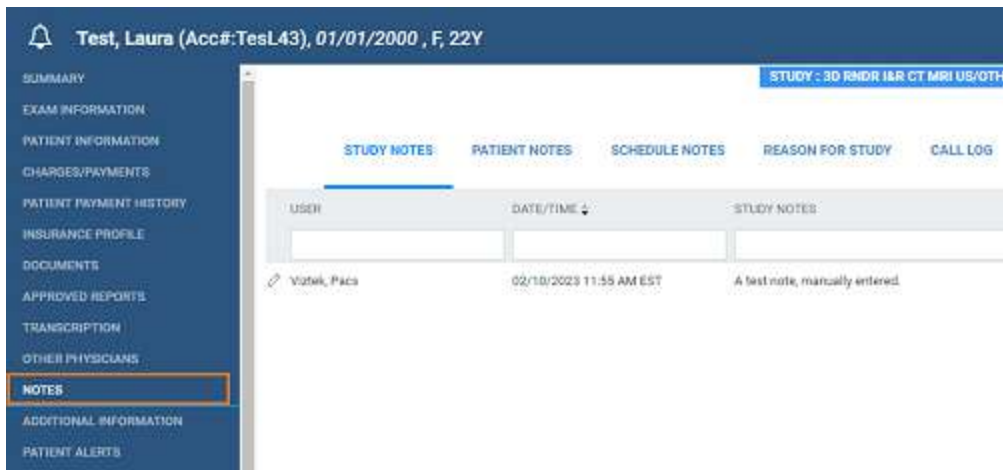 Test, Laura (Acc#:TesL43), 01/01/2000 , F, 22Y
SUMMARY
EXAM INFORMATION
PATIENT INFORMATION
CHARGES/PAYMENTS
PATIENT PAYMENT HISTORY
INSURANCE PROFILE
DOCUMENTS
APPROVED REPORTS
TRANSCRIPTION
OTHER PHYSICIANS
NOTES
ADDITIONAL INFORMATION
PATIENT ALERTS
STUDY : 3D RNDR I&R CT MRI US/OTH
STUDY NOTES PATIENT NOTES SCHEDULE NOTES REASON FOR STUDY CALL LOG
USER DATE/TIME STUDY NOTES
Viztek, Pacs 02/10/2023 11:55 AM EST A test note, manually entered.